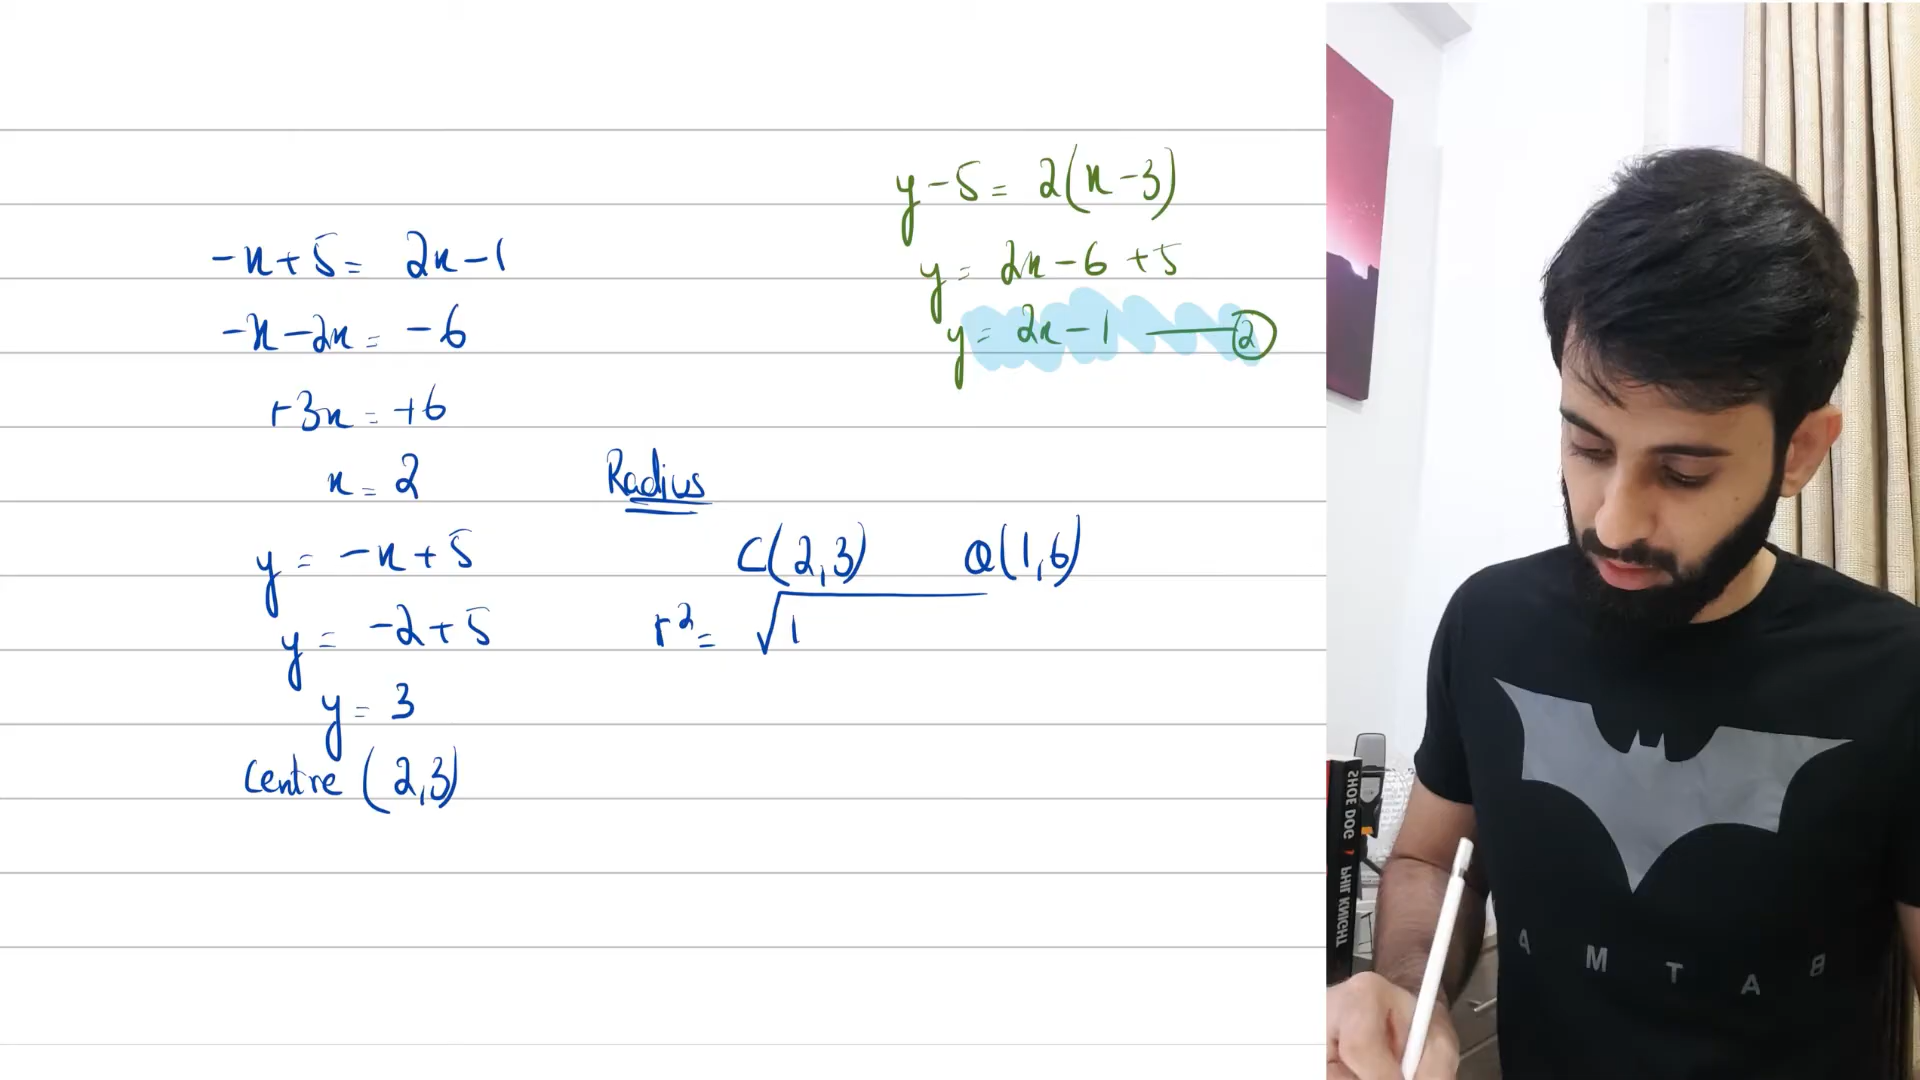 y-5 = 2(x-3)
y = 2x-6+5
y = 2x-1 —— ②
-x+5 = 2x-1
-x-2x = -6
+3x = +6
x = 2
y = -x+5
y = -2+5
y = 3
Centre (2,3)
Radius
C(2,3) Q(1,6)
r² = √1
SHOE DOG PHIL KNIGHT
BATMA